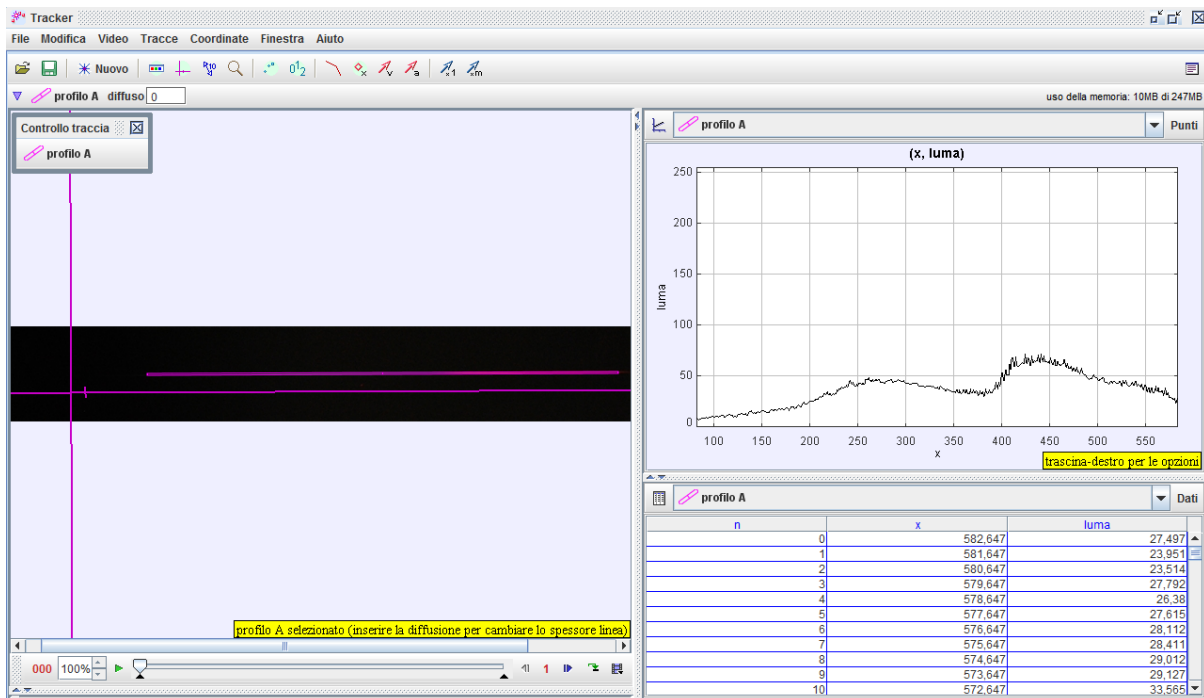 Tracker
File Modifica Video Tracce Coordinate Finestra Aiuto
Nuovo
profilo A diffuso 0
uso della memoria: 10MB di 247MB
Controllo traccia
profilo A
profilo A
Punti
(x, luma)
250
200
150
100
50
0
luma
100 150 200 250 300 350 400 450 500 550
x
trascina-destro per le opzioni
profilo A
Dati
n x luma
0 582,647 27,497
1 581,647 23,951
2 580,647 23,514
3 579,647 27,792
4 578,647 26,38
5 577,647 27,615
6 576,647 28,112
7 575,647 28,411
8 574,647 29,012
9 573,647 29,127
10 572,647 33,565
profilo A selezionato (inserire la diffusione per cambiare lo spessore linea)
000 100% 1